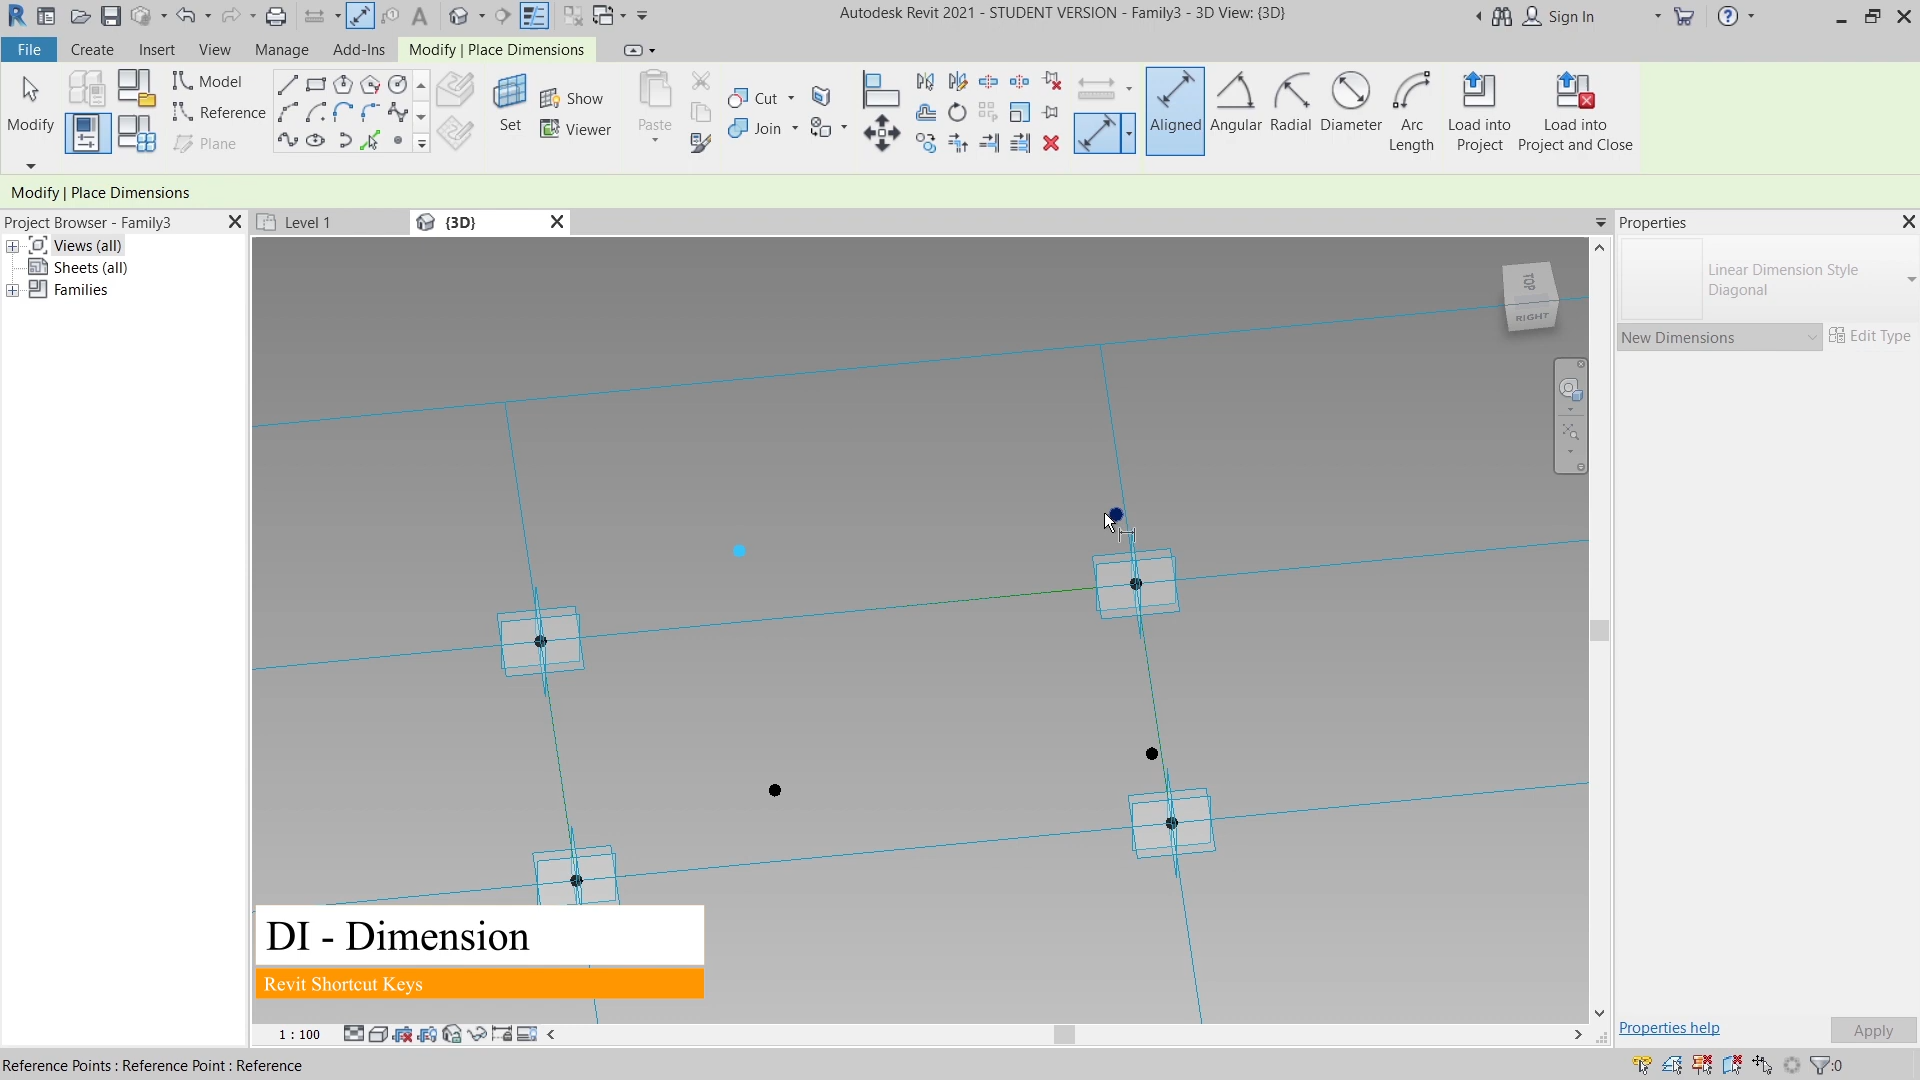 Autodesk Revit 2021 - STUDENT VERSION - Family3 - 3D View: {3D}
Sign In
File
Create
Insert
View
Manage
Add-Ins
Modify | Place Dimensions
Modify
Model
Reference
Plane
Set
Show
Viewer
Paste
Cut
Join
Aligned
Angular
Radial
Diameter
Arc
Length
Load into
Project
Load into
Project and Close
Modify | Place Dimensions
Project Browser - Family3
Views (all)
Sheets (all)
Families
Level 1
{3D}
TOP
RIGHT
Properties
Linear Dimension Style
Diagonal
New Dimensions
Edit Type
DI - Dimension
Revit Shortcut Keys
1 : 100
Properties help
Apply
Reference Points : Reference Point : Reference
:0